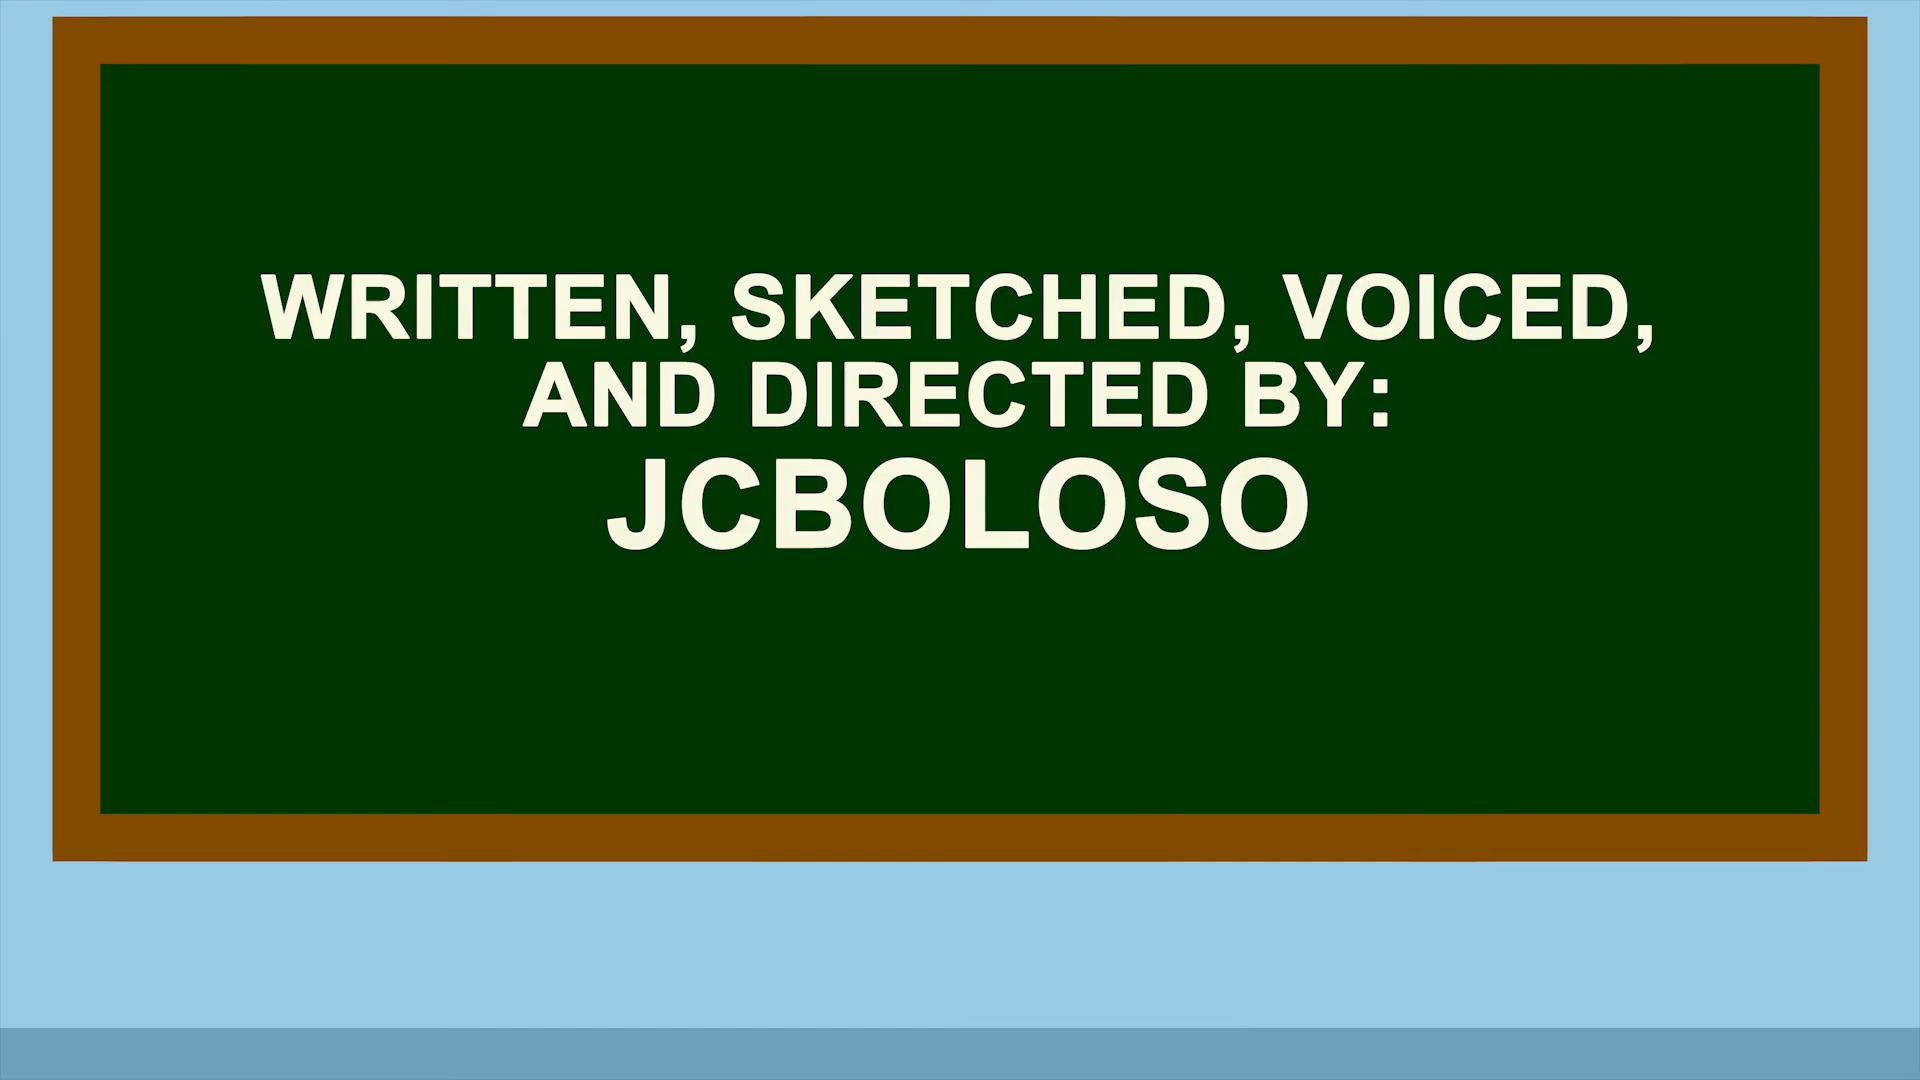 WRITTEN, SKETCHED, VOICED,
AND DIRECTED BY:
JCBOLOSO